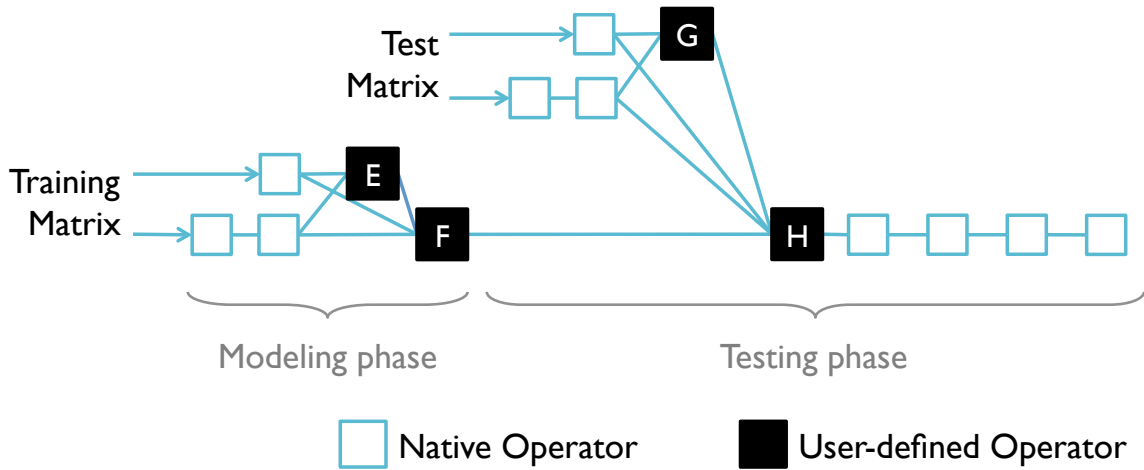 Test
Matrix
G
Training
Matrix
E
F
H
Modeling phase
Testing phase
Native Operator
User-defined Operator